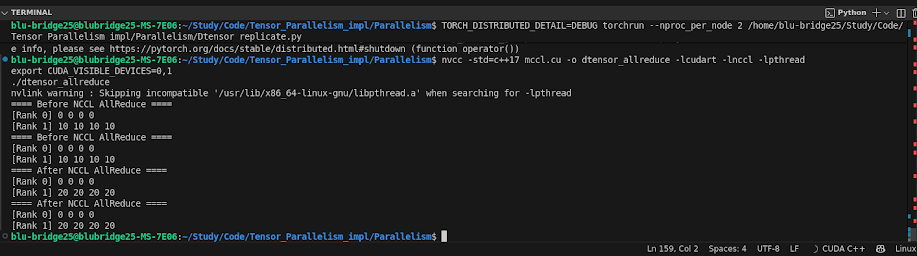 TERMINAL
Python
blu-bridge25@blubridge25-MS-7E06:~/Study/Code/Tensor_Parallelism_impl/Parallelism$ TORCH_DISTRIBUTED_DETAIL=DEBUG torchrun --nproc_per_node 2 /home/blu-bridge25/Study/Code/
Tensor Parallelism impl/Parallelism/Dtensor replicate.py
e info, please see https://pytorch.org/docs/stable/distributed.html#shutdown (function operator())
blu-bridge25@blubridge25-MS-7E06:~/Study/Code/Tensor_Parallelism_impl/Parallelism$ nvcc -std=c++17 mccl.cu -o dtensor_allreduce -lcudart -lnccl -lpthread
export CUDA_VISIBLE_DEVICES=0,1
./dtensor_allreduce
nvlink warning : Skipping incompatible '/usr/lib/x86_64-linux-gnu/libpthread.a' when searching for -lpthread
==== Before NCCL AllReduce ====
[Rank 0] 0 0 0 0
[Rank 1] 10 10 10 10
==== Before NCCL AllReduce ====
[Rank 0] 0 0 0 0
[Rank 1] 10 10 10 10
==== After NCCL AllReduce ====
[Rank 0] 0 0 0 0
[Rank 1] 20 20 20 20
==== After NCCL AllReduce ====
[Rank 0] 0 0 0 0
[Rank 1] 20 20 20 20
blu-bridge25@blubridge25-MS-7E06:~/Study/Code/Tensor_Parallelism_impl/Parallelism$
Ln 159, Col 2 Spaces: 4 UTF-8 LF CUDA C++ Linux